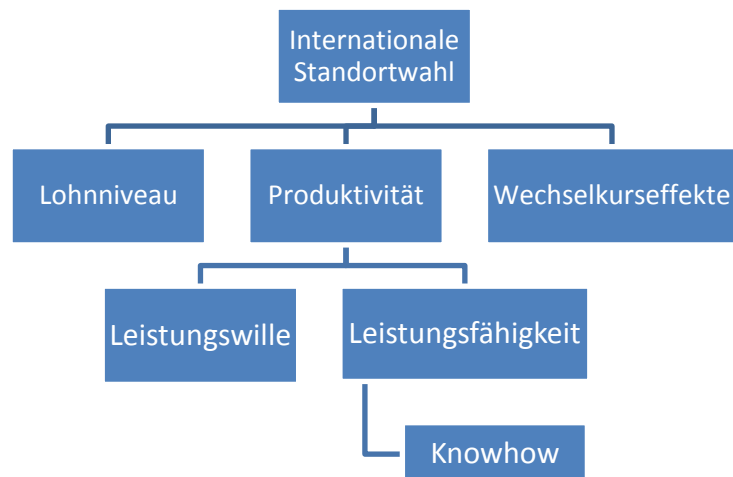 Internationale
Standortwahl
Lohnniveau
Produktivität
Wechselkurseffekte
Leistungswille
Leistungsfähigkeit
Knowhow